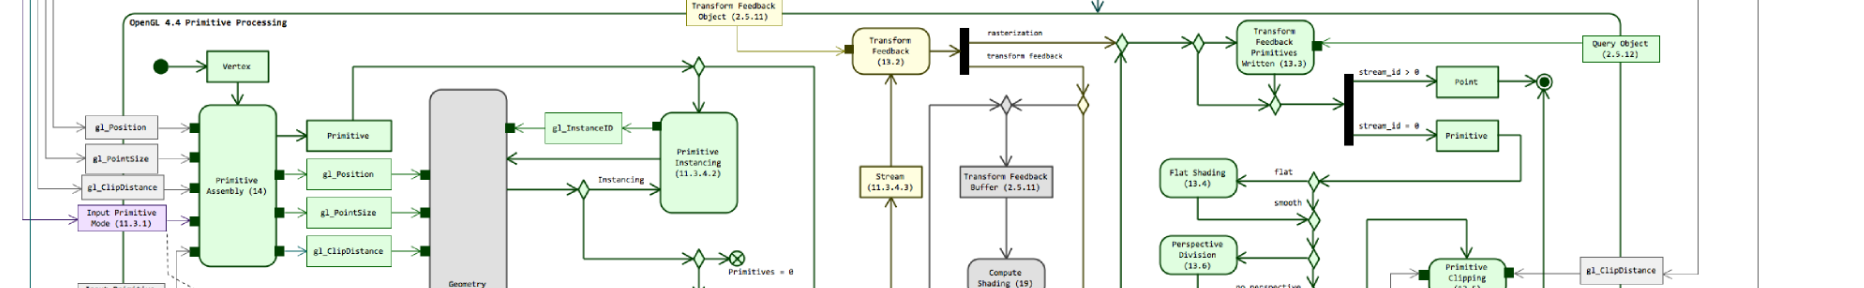 Transform Feedback
Object (2.5.11)
OpenGL 4.4 Primitive Processing
Vertex
gl_Position
gl_PointSize
gl_ClipDistance
Input Primitive
Mode (11.3.1)
Primitive
Assembly (14)
Primitive
gl_Position
gl_PointSize
gl_ClipDistance
Geometry
gl_InstanceID
Primitive
Instancing
(11.3.4.2)
Instancing
Primitives = 0
Transform
Feedback
(13.2)
rasterization
transform feedback
Stream
(11.3.4.3)
Transform Feedback
Buffer (2.5.11)
Compute
Shading (19)
Transform
Feedback
Primitives
Written (13.3)
Query Object
(2.5.12)
stream_id > 0
Point
stream_id = 0
Primitive
Flat Shading
(13.4)
flat
smooth
Perspective
Division
(13.6)
no perspective
Primitive
Clipping
gl_ClipDistance